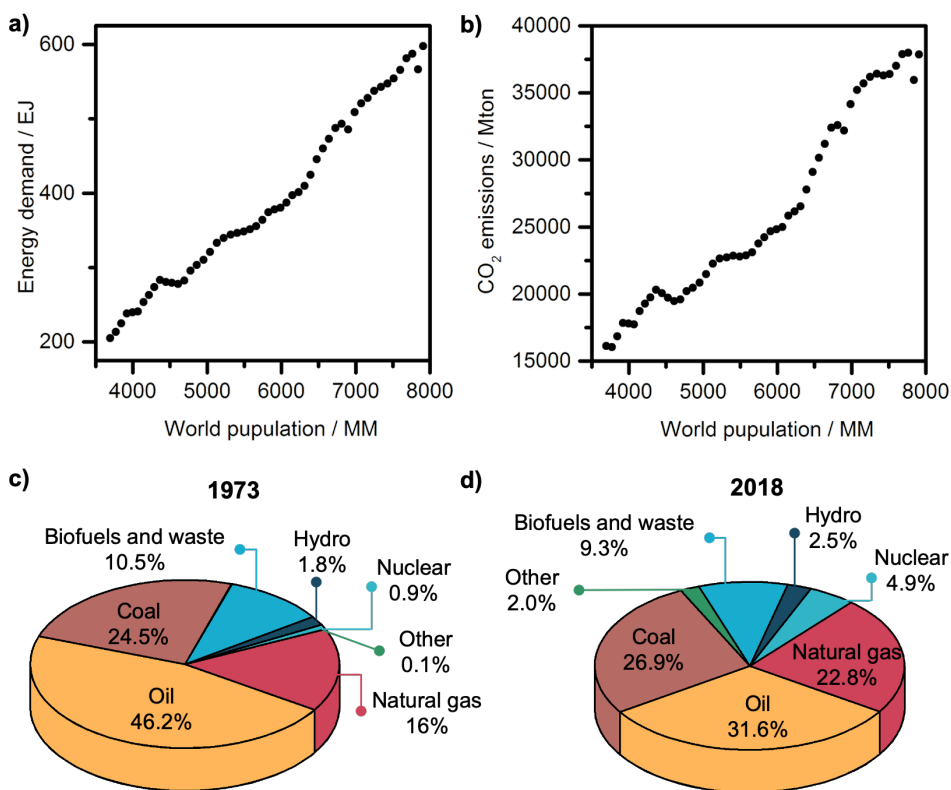 a)
600
400
200
Energy demand / EJ
4000 5000 6000 7000 8000
World pupulation / MM
b)
40000
35000
30000
25000
20000
15000
CO2 emissions / Mton
4000 5000 6000 7000 8000
World pupulation / MM
c)
1973
Biofuels and waste
10.5%
Hydro
1.8%
Nuclear
0.9%
Other
0.1%
Natural gas
16%
Coal
24.5%
Oil
46.2%
d)
2018
Biofuels and waste
9.3%
Hydro
2.5%
Nuclear
4.9%
Other
2.0%
Coal
26.9%
Natural gas
22.8%
Oil
31.6%